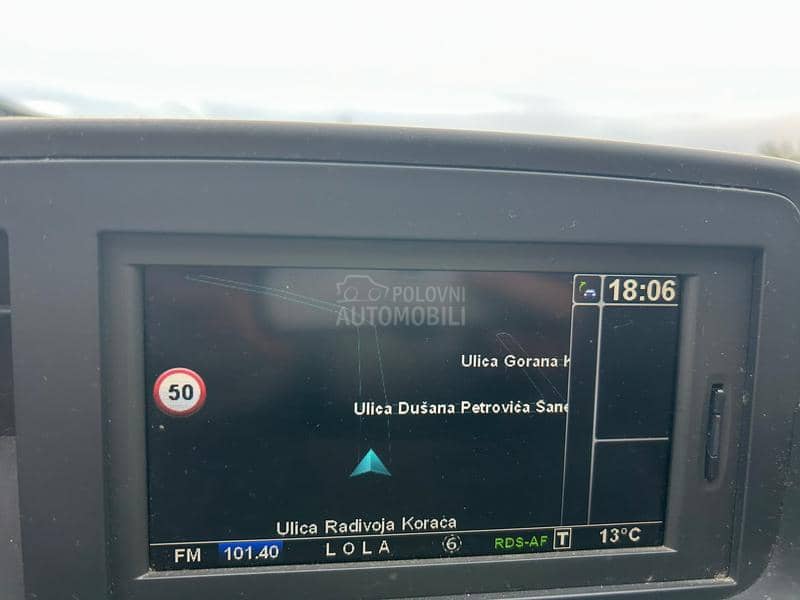 18:06
POLOVNI
AUTOMOBILI
Ulica Gorana
50
Ulica Dušana Petrovića Šane
Ulica Radivoja Koraća
FM 101.40 LOLA 6 RDS-AF T 13°C